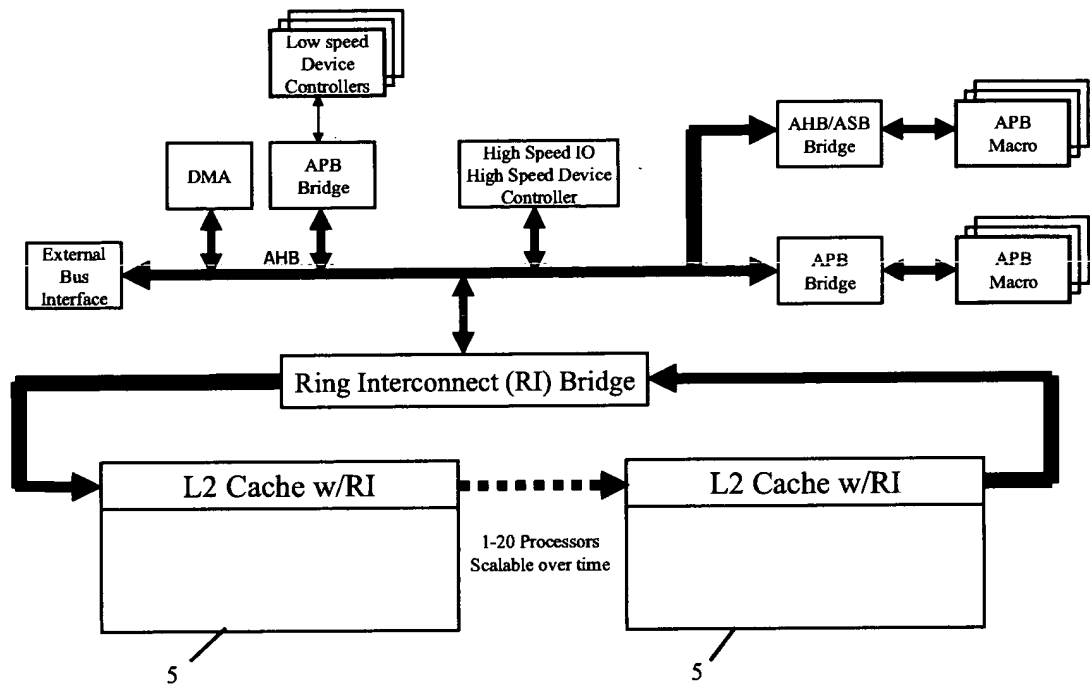 Low speed
Device
Controllers
DMA
APB
Bridge
High Speed IO
High Speed Device
Controller
AHB/ASB
Bridge
APB
Macro
External
Bus
Interface
AHB
APB
Bridge
APB
Macro
Ring Interconnect (RI) Bridge
L2 Cache w/RI
L2 Cache w/RI
1-20 Processors
Scalable over time
5
5